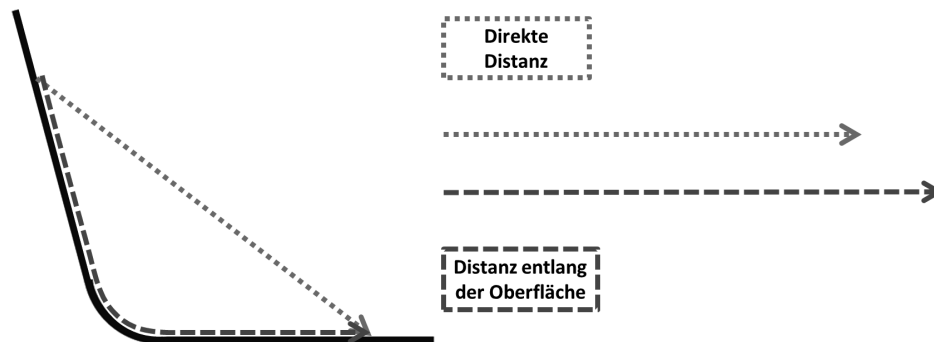 Direkte
Distanz
Distanz entlang
der Oberfläche